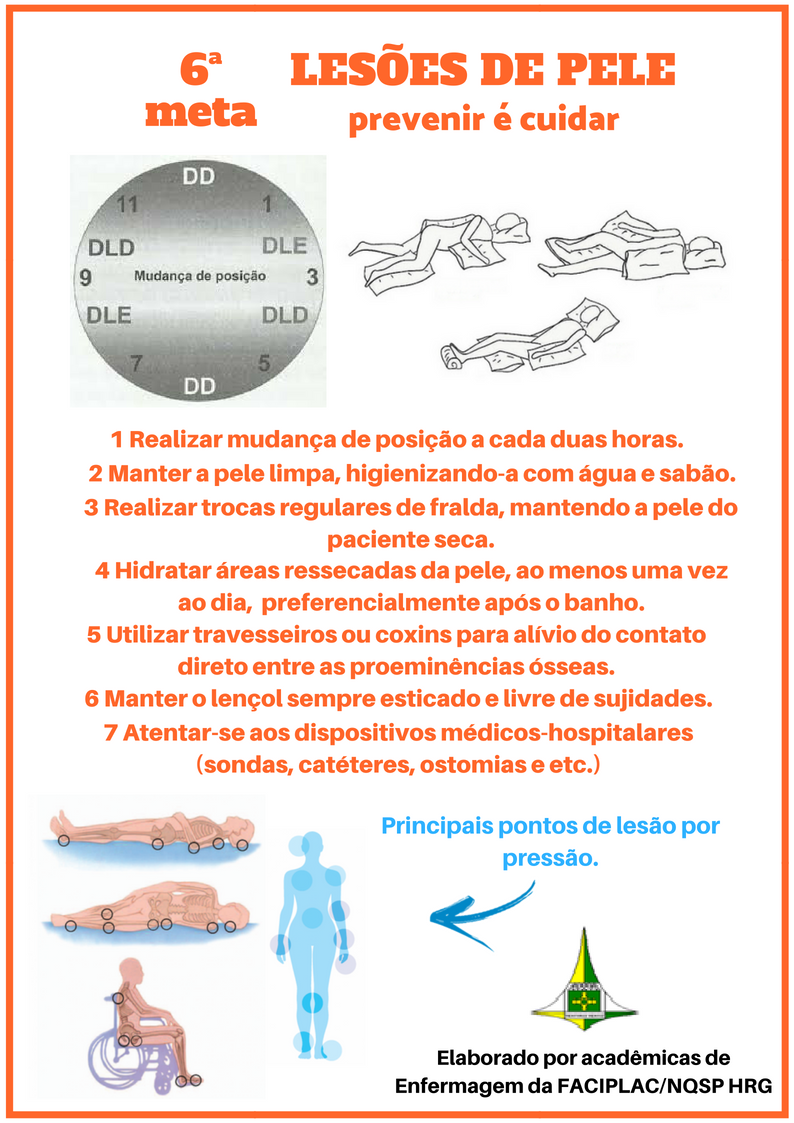 6ª
meta
LESÕES DE PELE
prevenir é cuidar
DD
11
1
DLD
DLE
9
Mudança de posição
3
DLE
DLD
7
5
DD
1 Realizar mudança de posição a cada duas horas.
2 Manter a pele limpa, higienizando-a com água e sabão.
3 Realizar trocas regulares de fralda, mantendo a pele do
paciente seca.
4 Hidratar áreas ressecadas da pele, ao menos uma vez
ao dia, preferencialmente após o banho.
5 Utilizar travesseiros ou coxins para alívio do contato
direto entre as proeminências ósseas.
6 Manter o lençol sempre esticado e livre de sujidades.
7 Atentar-se aos dispositivos médicos-hospitalares
(sondas, catéteres, ostomias e etc.)
Principais pontos de lesão por
pressão.
Elaborado por acadêmicas de
Enfermagem da FACIPLAC/NQSP HRG